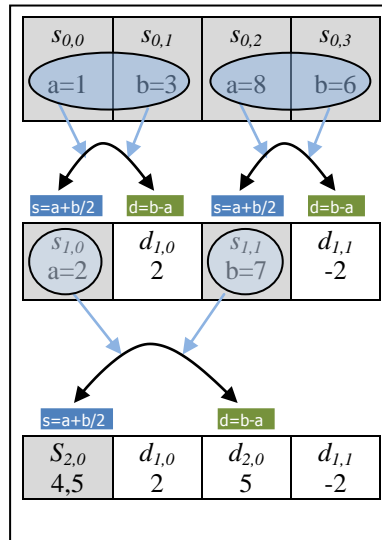 s0,0 s0,1 s0,2 s0,3
a=1 b=3 a=8 b=6
s=a+b/2 d=b-a s=a+b/2 d=b-a
s1,0 d1,0 s1,1 d1,1
a=2 2 b=7 -2
s=a+b/2 d=b-a
S2,0 d1,0 d2,0 d1,1
4,5 2 5 -2